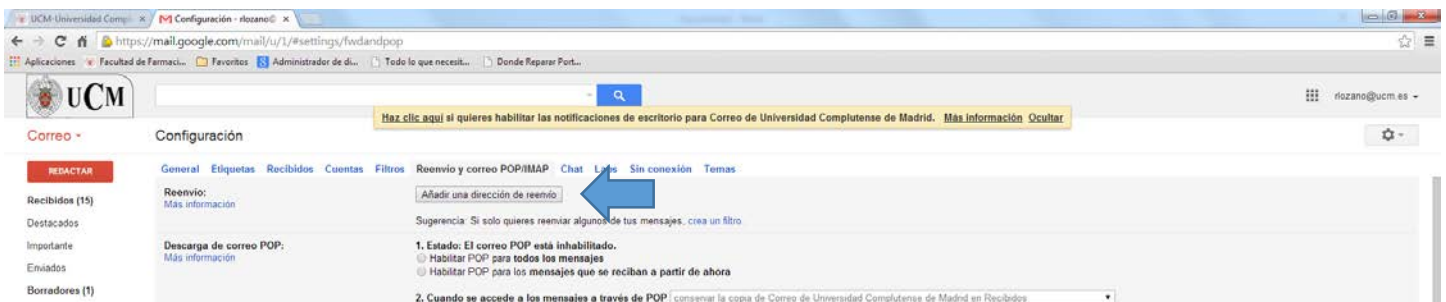 UCM-Universidad Compl
Configuración - rlozano@
https://mail.google.com/mail/u/1/#settings/fwdandpop
Aplicaciones Facultad de Farmaci... Favoritos Administrador de di... Todo lo que necesit... Donde Reparar Port...
UCM
rlozano@ucm.es
Haz clic aquí si quieres habilitar las notificaciones de escritorio para Correo de Universidad Complutense de Madrid. Más información Ocultar
Correo
Configuración
REDACTAR
General Etiquetas Recibidos Cuentas Filtros Reenvío y correo POP/IMAP Chat Labs Sin conexión Temas
Recibidos (15)
Destacados
Importante
Enviados
Borradores (1)
Reenvío:
Más información
Añadir una dirección de reenvío
Sugerencia: Si solo quieres reenviar algunos de tus mensajes, crea un filtro.
Descarga de correo POP:
Más información
1. Estado: El correo POP está inhabilitado.
Habilitar POP para todos los mensajes
Habilitar POP para los mensajes que se reciban a partir de ahora
2. Cuando se accede a los mensajes a través de POP conservar la copia de Correo de Universidad Complutense de Madrid en Recibidos